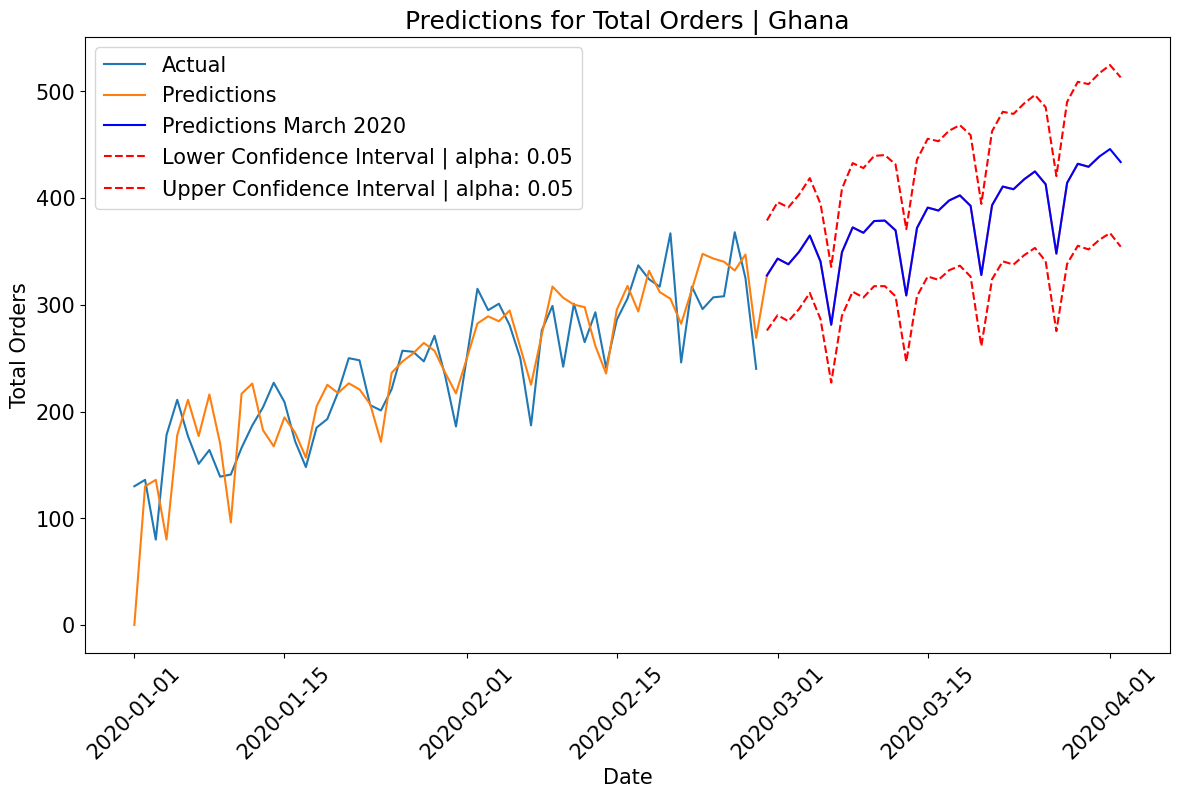 Predictions for Total Orders | Ghana
Actual
Predictions
Predictions March 2020
Lower Confidence Interval | alpha: 0.05
Upper Confidence Interval | alpha: 0.05
Total Orders
500
400
300
200
100
0
2020-01-01
2020-01-15
2020-02-01
2020-02-15
2020-03-01
2020-03-15
2020-04-01
Date